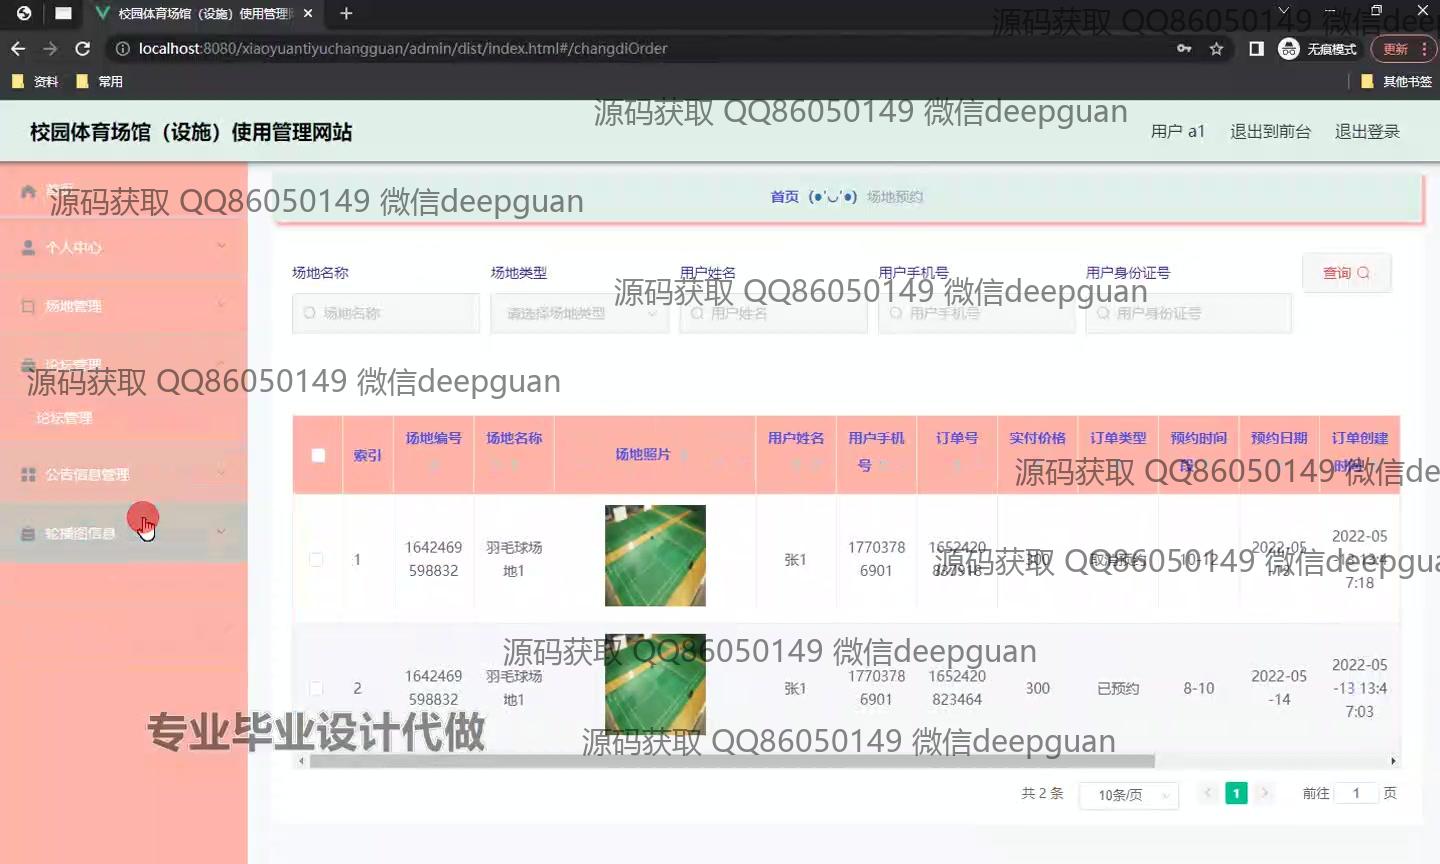 校园体育场馆（设施）使用管理网
localhost:8080/xiaoyuantiyuchangguan/admin/dist/index.html#/changdiOrder
无痕模式
更新
资料
常用
其他书签
源码获取 QQ86050149 微信deep
源码获取 QQ86050149 微信deepguan
校园体育场馆（设施）使用管理网站
用户 a1
退出到前台
退出登录
源码获取 QQ86050149 微信deepguan
首页 (●'◡'●) 场地预约
个人中心
场地管理
论坛管理
源码获取 QQ86050149 微信deepguan
论坛管理
公告信息管理
轮播图信息
场地名称
场地类型
用户姓名
用户手机号
用户身份证号
查询
源码获取 QQ86050149 微信deepguan
场地名称
请选择场地类型
用户姓名
用户手机号
用户身份证号
索引
场地编号
场地名称
场地照片
用户姓名
用户手机号
订单号
实付价格
订单类型
预约时间段
预约日期
订单创建时间
源码获取 QQ86050149 微信de
1
1642469
598832
羽毛球场
地1
张1
1770378
6901
1652420
300
取消预约
10-12
2022-05
2022-05
7:18
源码获取 QQ86050149 微信deepgua
源码获取 QQ86050149 微信deepguan
2
1642469
598832
羽毛球场
地1
张1
1770378
6901
1652420
823464
300
已预约
8-10
2022-05
-14
2022-05
-13 13:4
7:03
专业毕业设计代做
源码获取 QQ86050149 微信deepguan
共 2 条
10条/页
1
前往 1 页